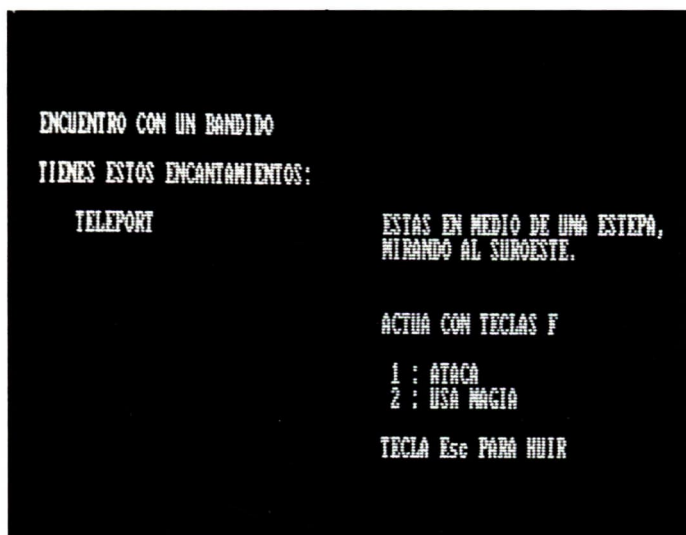 ENCUENTRO CON UN BANDIDO
TIENES ESTOS ENCANTAMIENTOS:
TELEPORT
ESTAS EN MEDIO DE UNA ESTEPA,
MIRANDO AL SUROESTE.
ACTUA CON TECLAS F
1 : ATACA
2 : USA MAGIA
TECLA Esc PARA HUIR